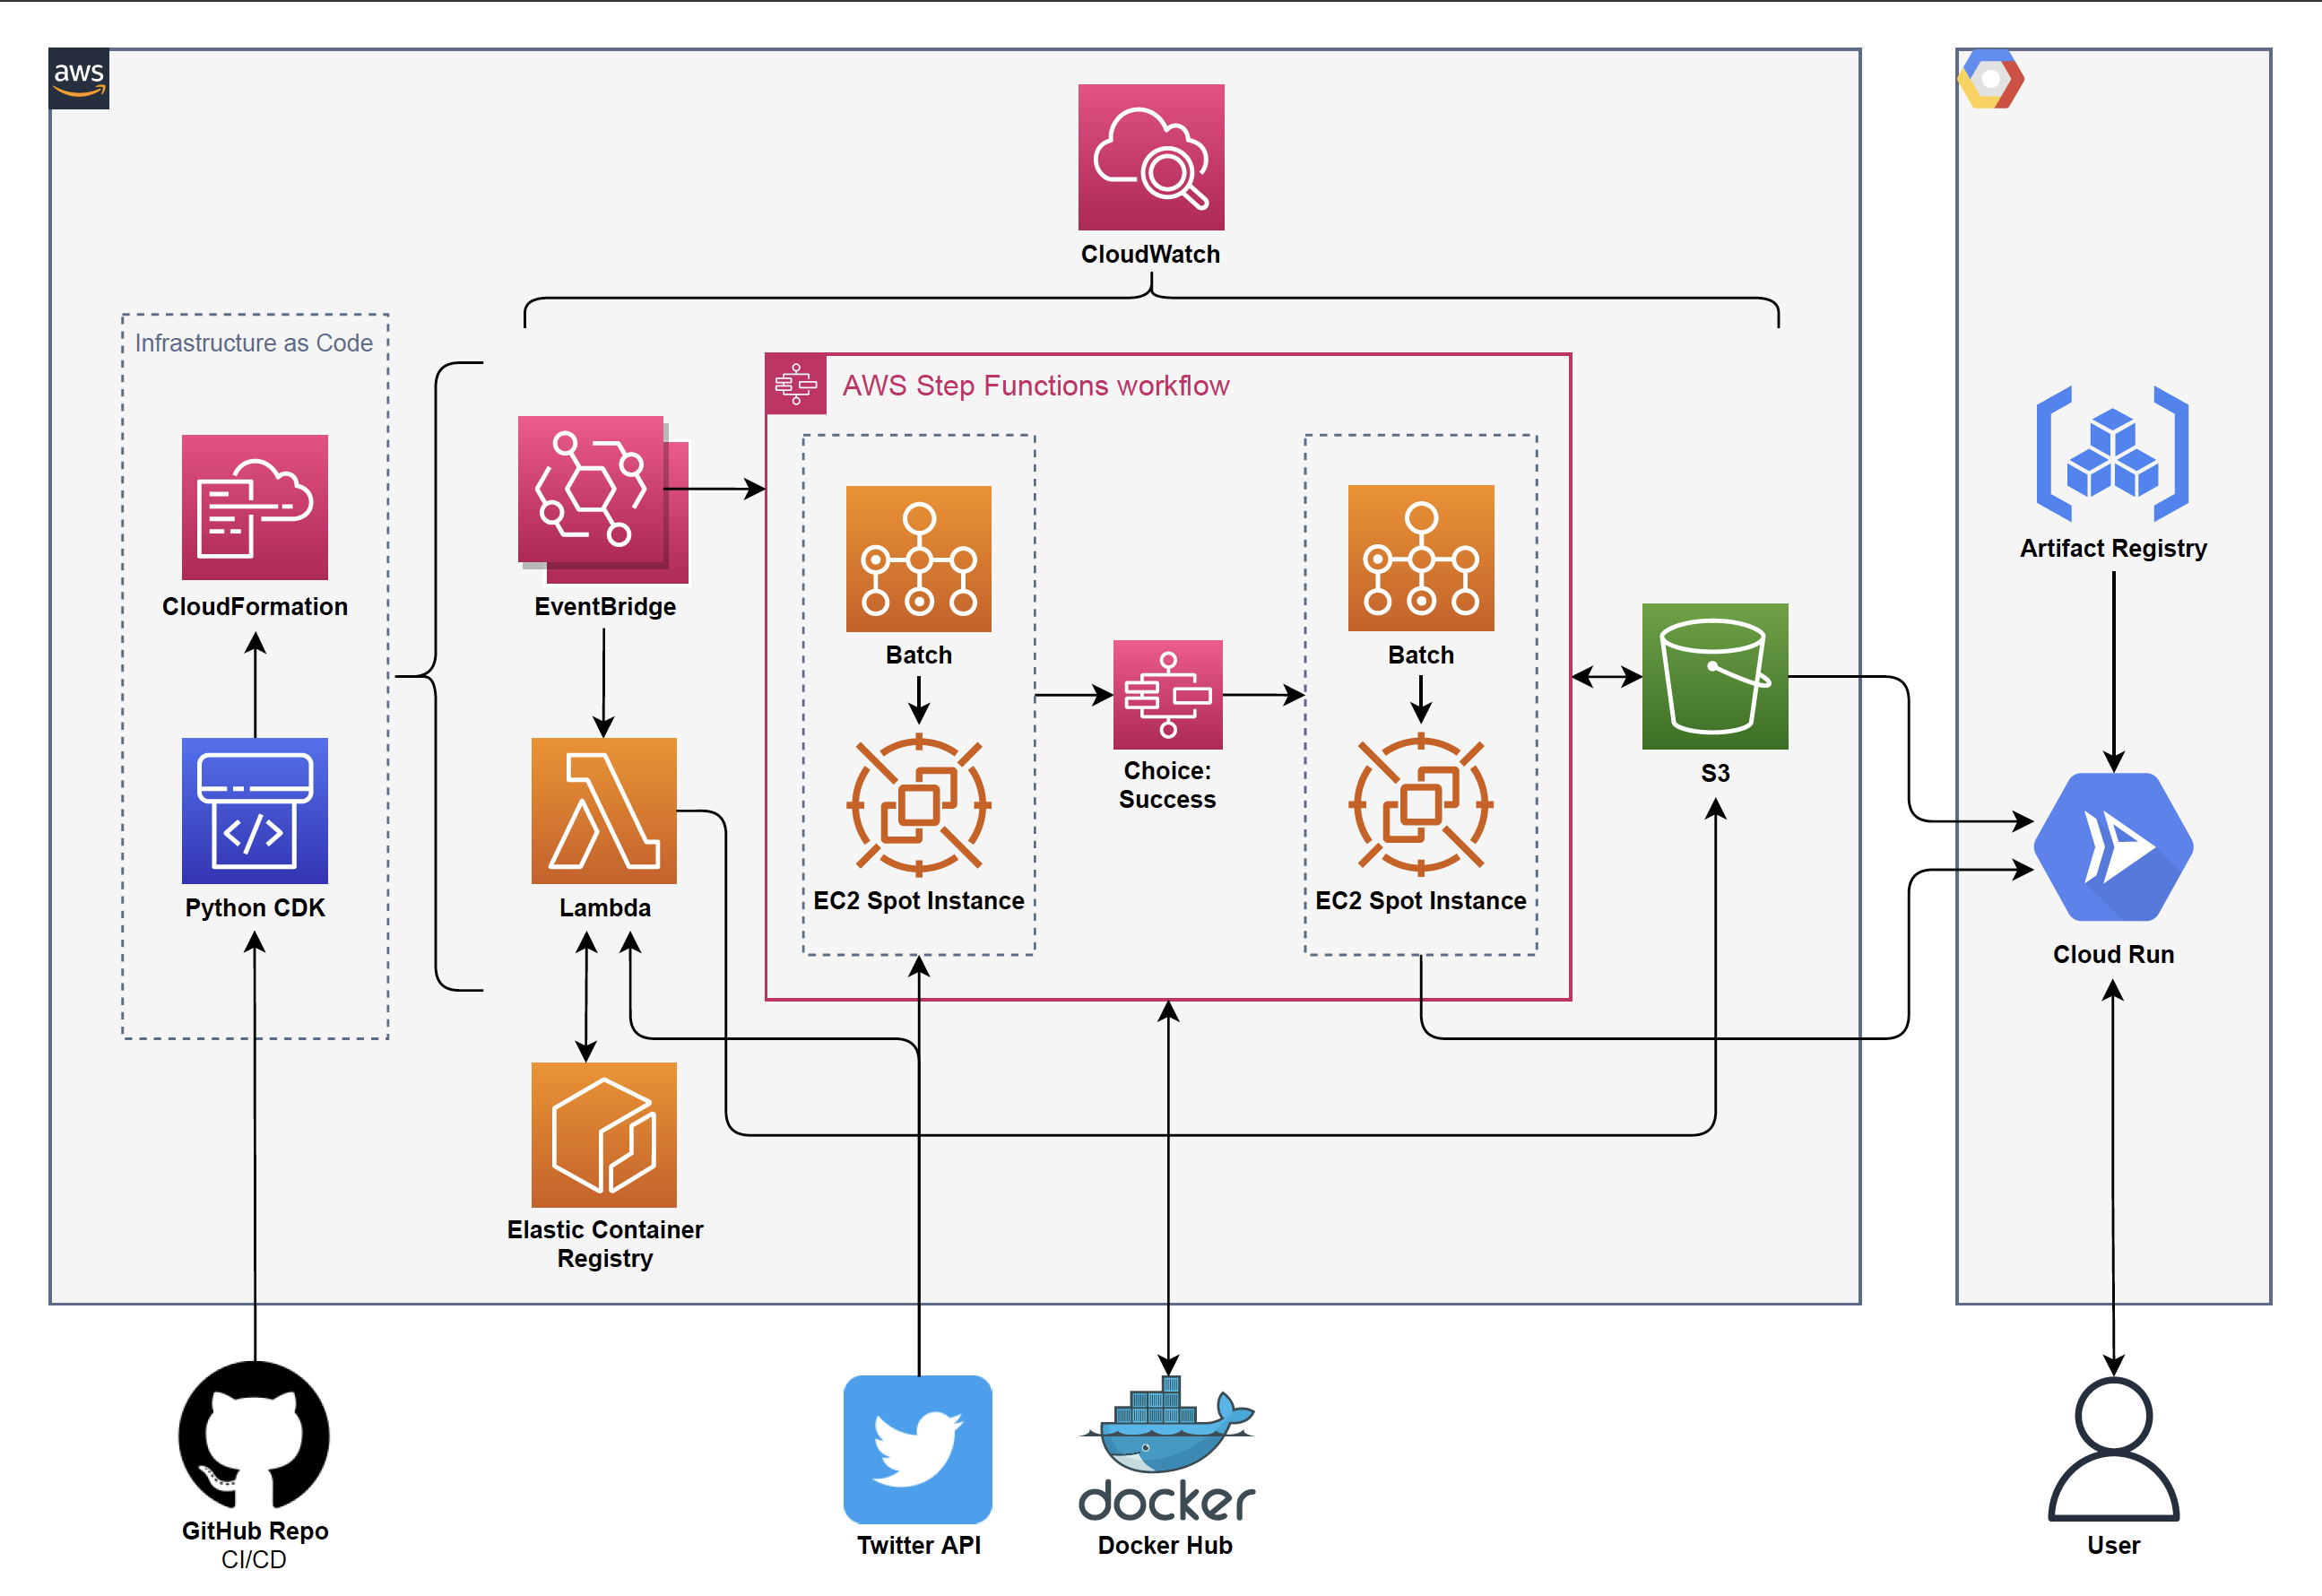 aws
CloudWatch
Infrastructure as Code
AWS Step Functions workflow
CloudFormation
EventBridge
Batch
Batch
Artifact Registry
Choice:
Success
S3
Python CDK
Lambda
EC2 Spot Instance
EC2 Spot Instance
Cloud Run
Elastic Container
Registry
docker
GitHub Repo
CI/CD
Twitter API
Docker Hub
User